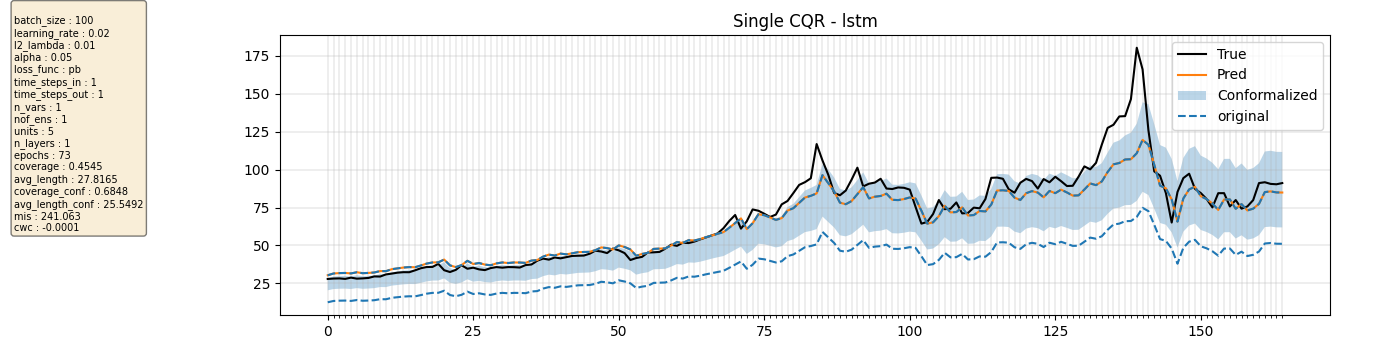 batch_size : 100
learning_rate : 0.02
l2_lambda : 0.01
alpha : 0.05
loss_func : pb
time_steps_in : 1
time_steps_out : 1
n_vars : 1
nof_ens : 1
units : 5
n_layers : 1
epochs : 73
coverage : 0.4545
avg_length : 27.8165
coverage_conf : 0.6848
avg_length_conf : 25.5492
mis : 241.063
cwc : -0.0001
Single CQR - lstm
175
150
125
100
75
50
25
0 25 50 75 100 125 150
True
Pred
Conformalized
original